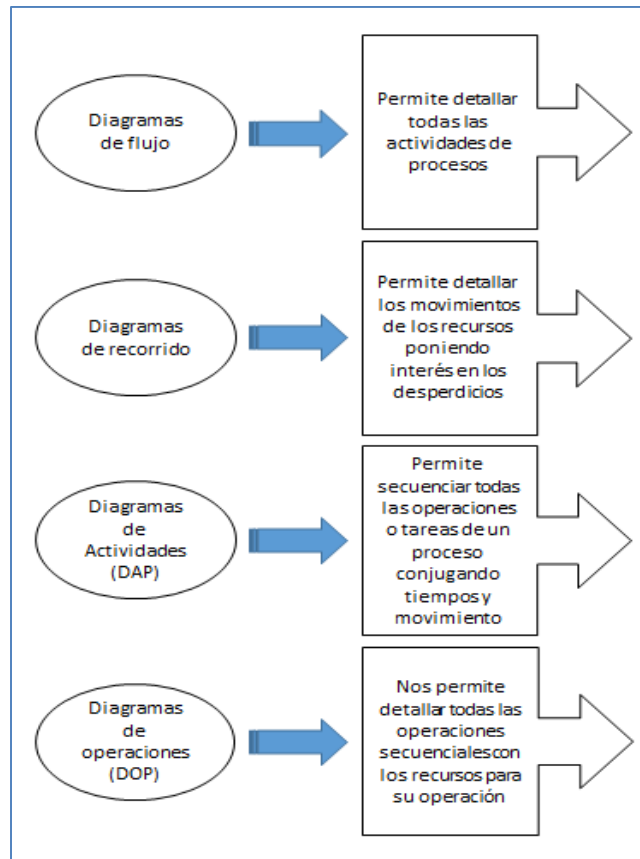 Diagramas
de flujo
Permite detallar
todas las
actividades de
procesos
Diagramas
de recorrido
Permite detallar
los movimientos
de los recursos
poniendo
interés en los
desperdicios
Diagramas
de
Actividades
(DAP)
Permite
secuenciar todas
las operaciones
o tareas de un
proceso
conjugando
tiempos y
movimiento
Diagramas
de
operaciones
(DOP)
Nos permite
detallar todas las
operaciones
secuenciales con
los recursos para
su operación